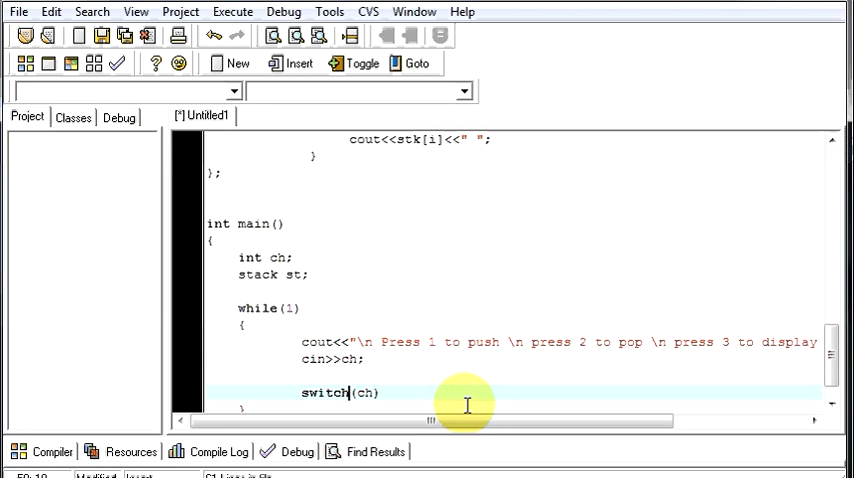 File Edit Search View Project Execute Debug Tools CVS Window Help
New Insert Toggle Goto
Project Classes Debug [*] Untitled1
cout<<stk[i]<<" ";
}
};
int main()
{
int ch;
stack st;
while(1)
{
cout<<"\n Press 1 to push \n press 2 to pop \n press 3 to display
cin>>ch;
switch(ch)
}
Compiler Resources Compile Log Debug Find Results